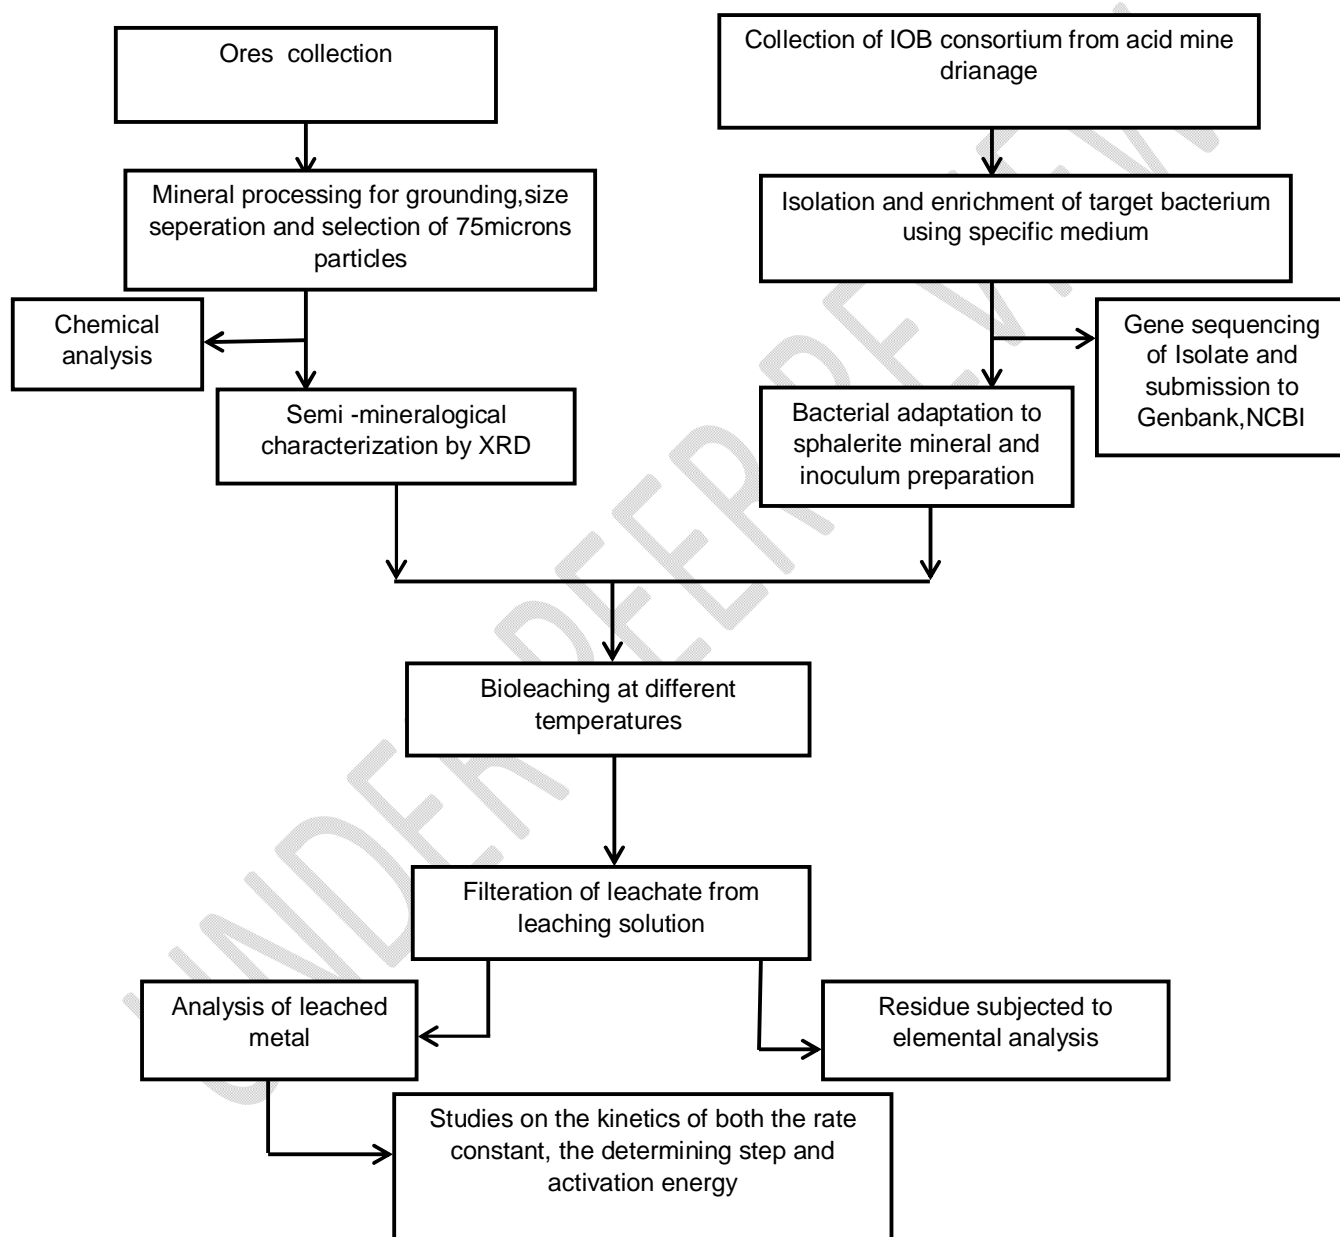 Ores collection
Collection of IOB consortium from acid mine
drianage
Mineral processing for grounding,size
seperation and selection of 75microns
particles
Isolation and enrichment of target bacterium
using specific medium
Chemical
analysis
Gene sequencing
of Isolate and
submission to
Genbank,NCBI
Semi -mineralogical
characterization by XRD
Bacterial adaptation to
sphalerite mineral and
inoculum preparation
Bioleaching at different
temperatures
Filteration of leachate from
leaching solution
Analysis of leached
metal
Residue subjected to
elemental analysis
Studies on the kinetics of both the rate
constant, the determining step and
activation energy
UNDER PEER REVIEW